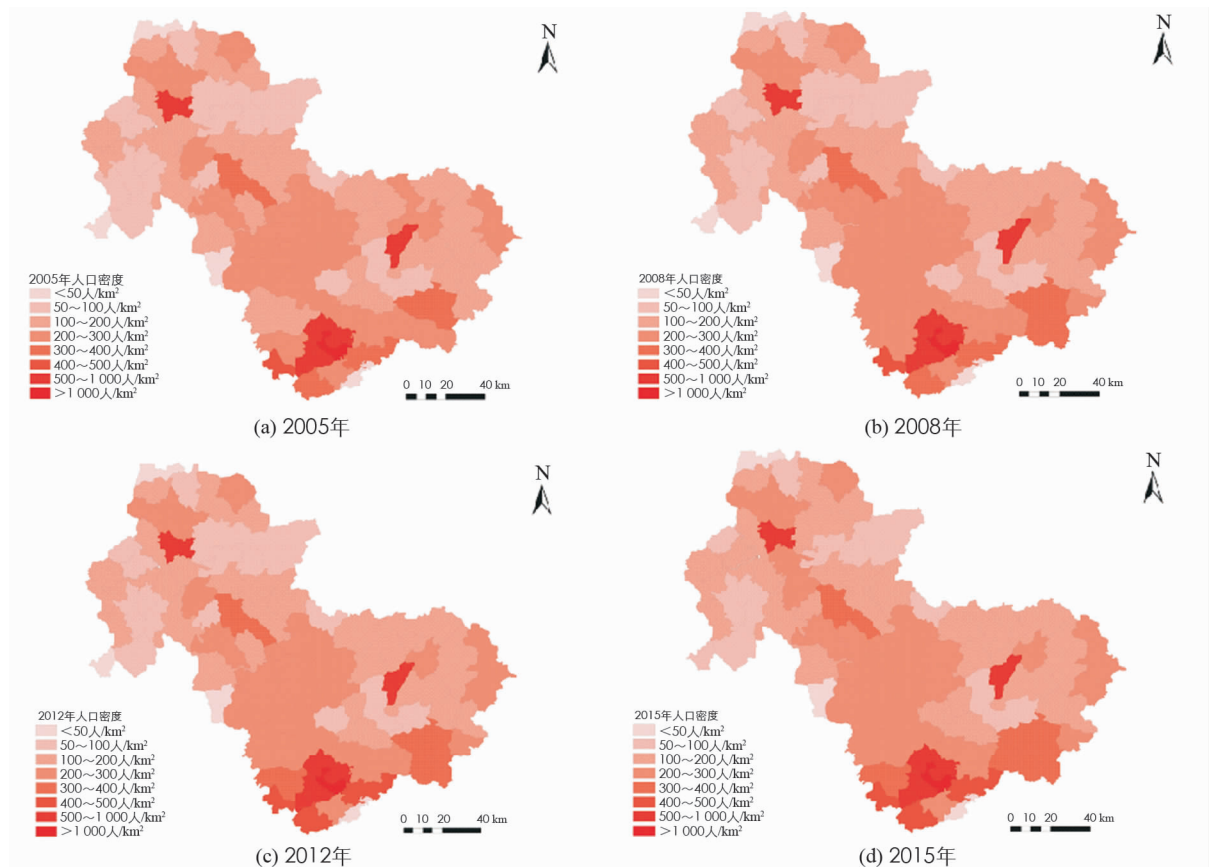 N
2005年人口密度
<50人/km²
50～100人/km²
100～200人/km²
200～300人/km²
300～400人/km²
400～500人/km²
500～1 000人/km²
>1 000人/km²
0 10 20 40 km
(a) 2005年
N
2008年人口密度
<50人/km²
50～100人/km²
100～200人/km²
200～300人/km²
300～400人/km²
400～500人/km²
500～1 000人/km²
>1 000人/km²
0 10 20 40 km
(b) 2008年
N
2012年人口密度
<50人/km²
50～100人/km²
100～200人/km²
200～300人/km²
300～400人/km²
400～500人/km²
500～1 000人/km²
>1 000人/km²
0 10 20 40 km
(c) 2012年
N
2015年人口密度
<50人/km²
50～100人/km²
100～200人/km²
200～300人/km²
300～400人/km²
400～500人/km²
500～1 000人/km²
>1 000人/km²
0 10 20 40 km
(d) 2015年